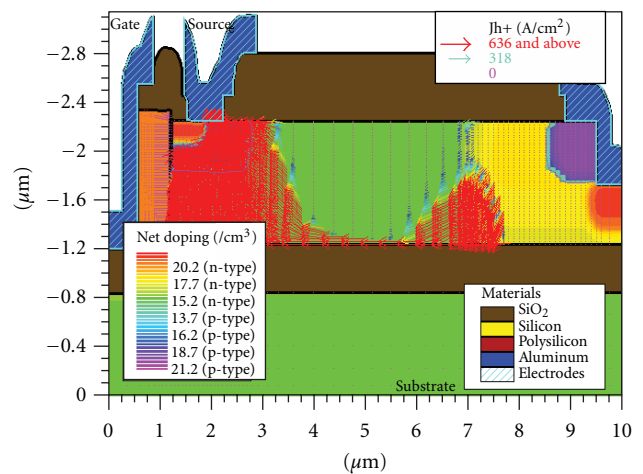 Gate Source
Jh+ (A/cm²)
636 and above
318
0
−2.8
−2.4
−2
−1.6
−1.2
−0.8
−0.4
0
(μm)
Net doping (/cm³)
20.2 (n-type)
17.7 (n-type)
15.2 (n-type)
13.7 (p-type)
16.2 (p-type)
18.7 (p-type)
21.2 (p-type)
Materials
SiO₂
Silicon
Polysilicon
Aluminum
Electrodes
Substrate
0 1 2 3 4 5 6 7 8 9 10
(μm)